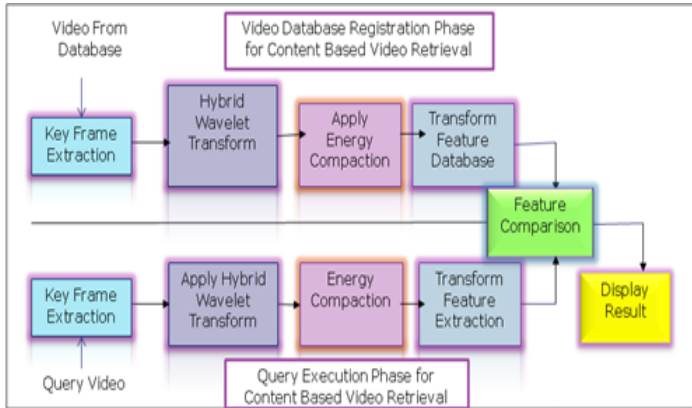 Video From
Database
Video Database Registration Phase
for Content Based Video Retrieval
Key Frame
Extraction
Hybrid
Wavelet
Transform
Apply
Energy
Compaction
Transform
Feature
Database
Feature
Comparison
Key Frame
Extraction
Apply Hybrid
Wavelet
Transform
Energy
Compaction
Transform
Feature
Extraction
Display
Result
Query Video
Query Execution Phase for
Content Based Video Retrieval